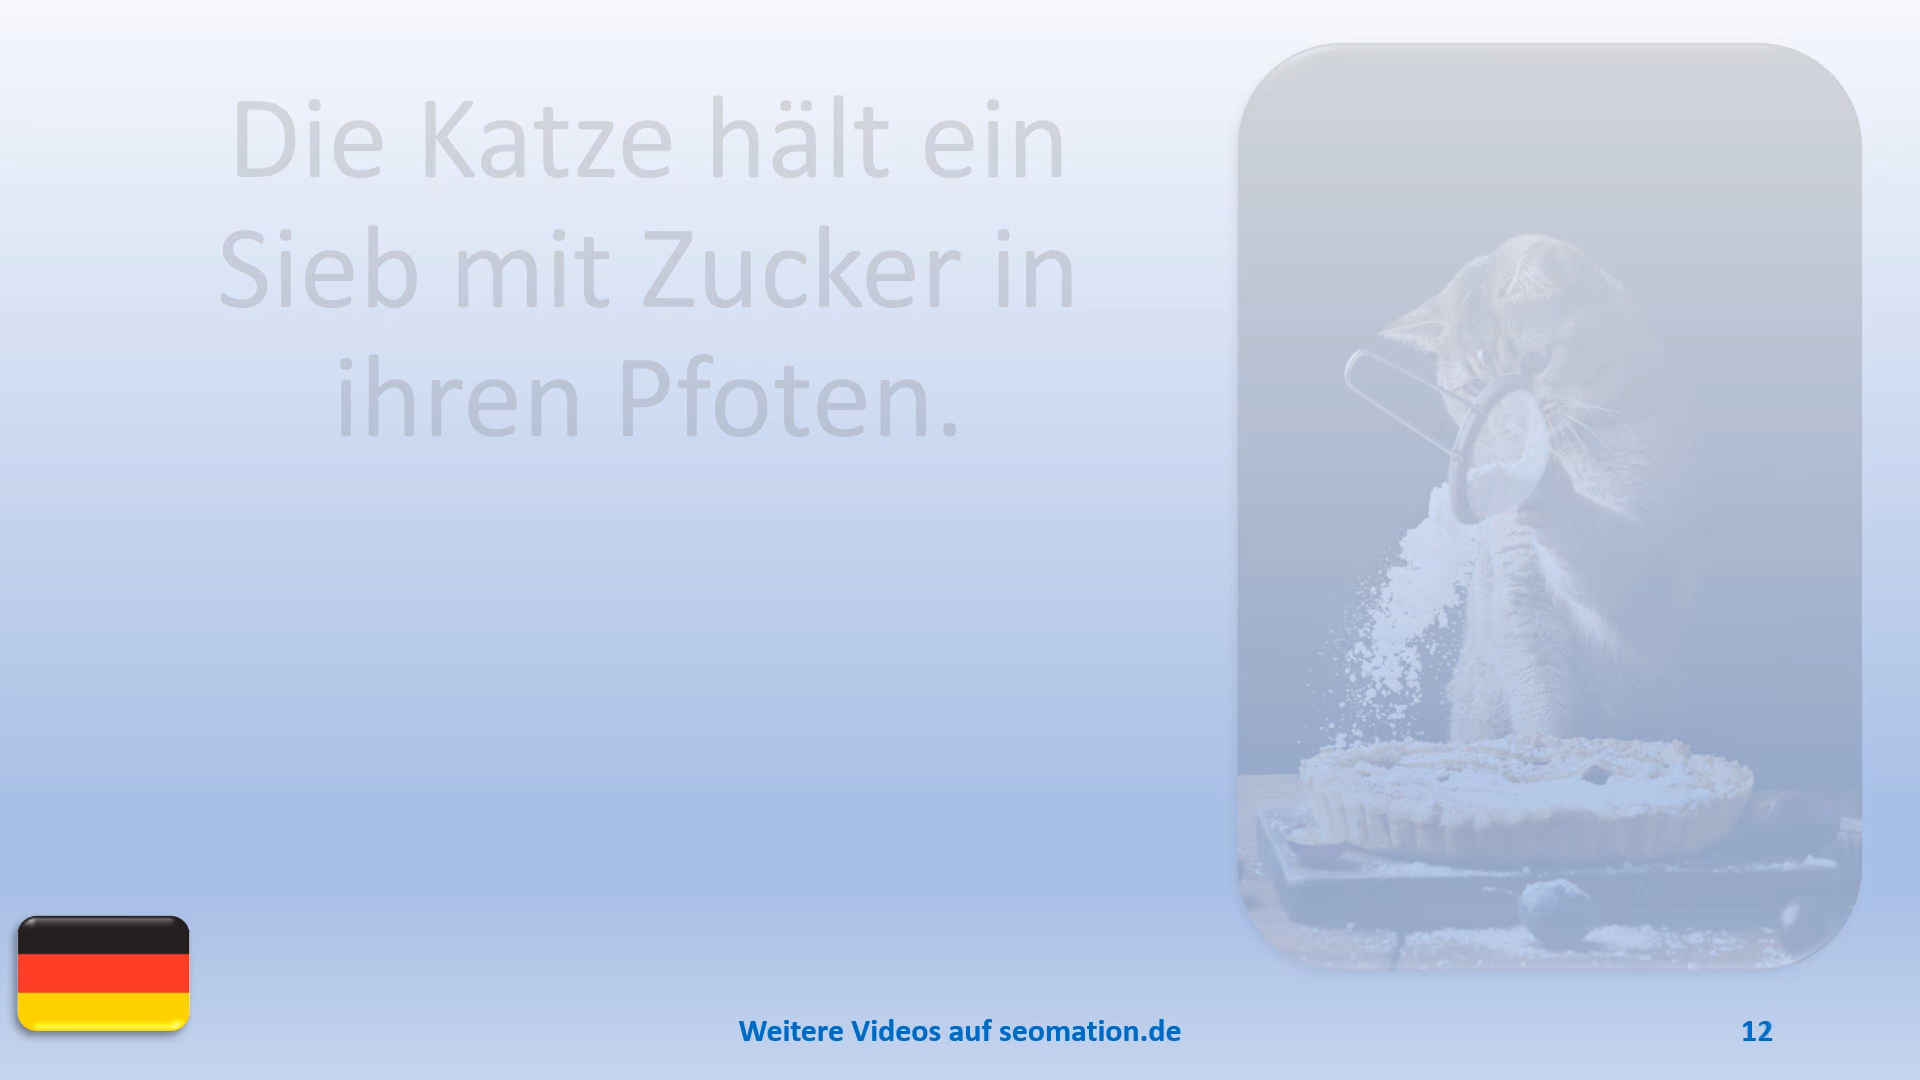 Die Katze hält ein
Sieb mit Zucker in
ihren Pfoten.
Weitere Videos auf seomation.de
12